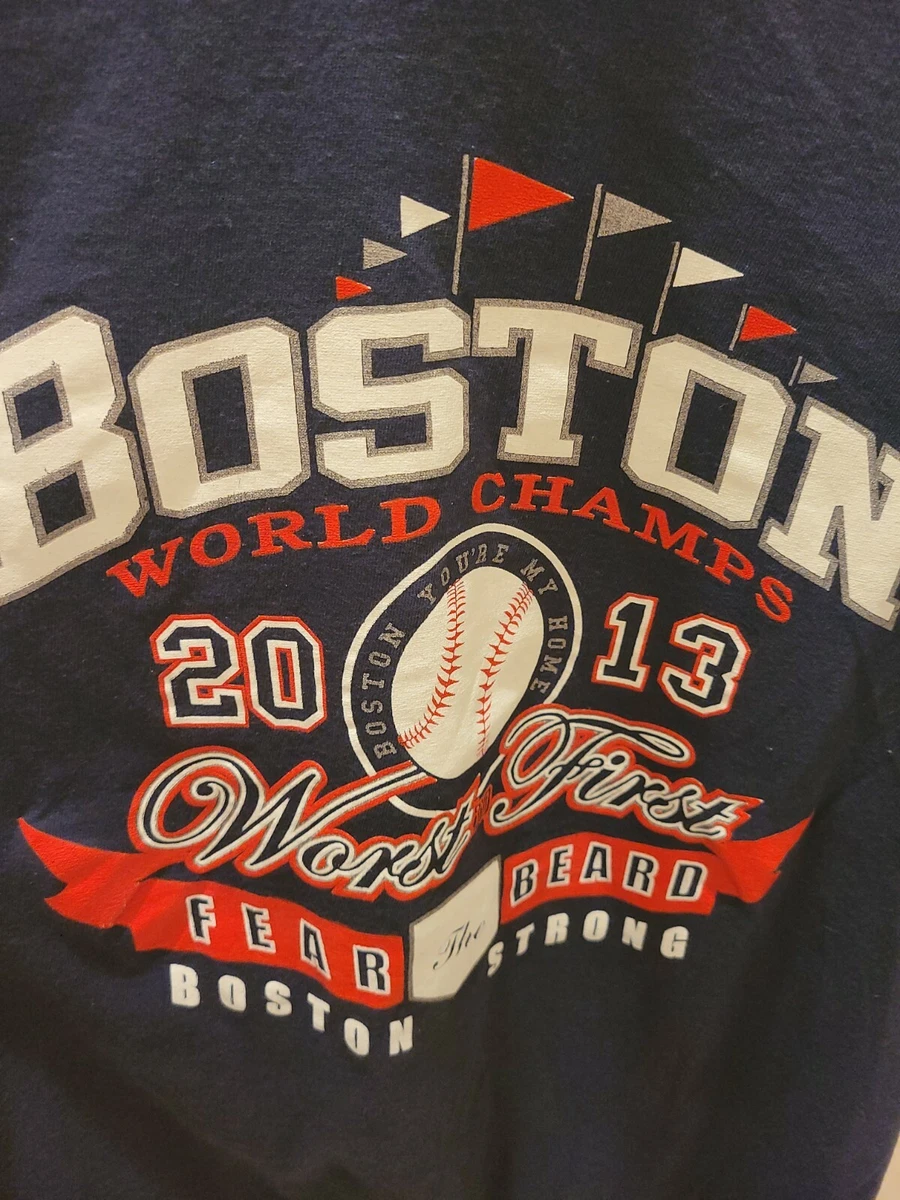 BOSTON
WORLD CHAMPS
BOSTON YOU'RE MY HOME
20 13
Worst First
FEAR The BEARD
BOSTON STRONG